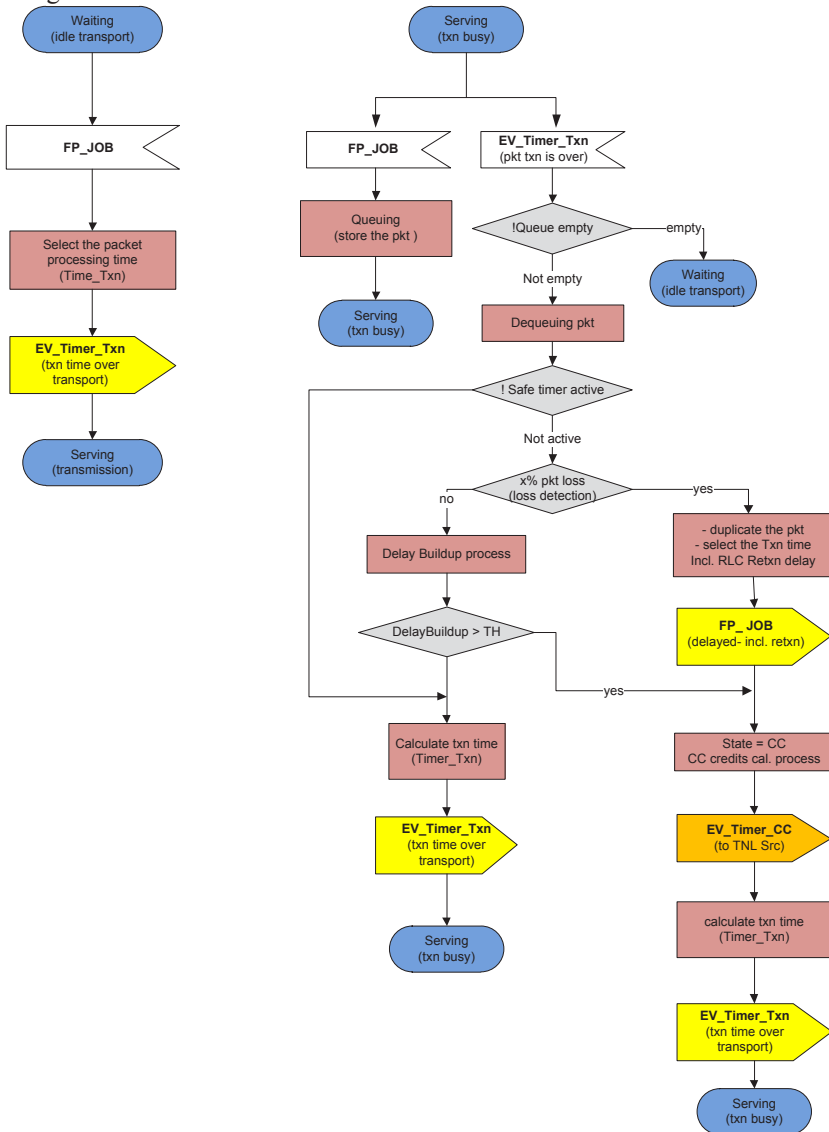 Waiting
(idle transport)
FP_JOB
Select the packet
processing time
(Time_Txn)
EV_Timer_Txn
(txn time over
transport)
Serving
(transmission)
Serving
(txn busy)
FP_JOB
Queuing
(store the pkt )
Serving
(txn busy)
EV_Timer_Txn
(pkt txn is over)
!Queue empty
empty
Waiting
(idle transport)
Not empty
Dequeuing pkt
! Safe timer active
Not active
x% pkt loss
(loss detection)
no
yes
Delay Buildup process
DelayBuildup > TH
yes
Calculate txn time
(Timer_Txn)
EV_Timer_Txn
(txn time over
transport)
Serving
(txn busy)
- duplicate the pkt
- select the Txn time
Incl. RLC Retxn delay
FP_ JOB
(delayed- incl. retxn)
State = CC
CC credits cal. process
EV_Timer_CC
(to TNL Src)
calculate txn time
(Timer_Txn)
EV_Timer_Txn
(txn time over
transport)
Serving
(txn busy)